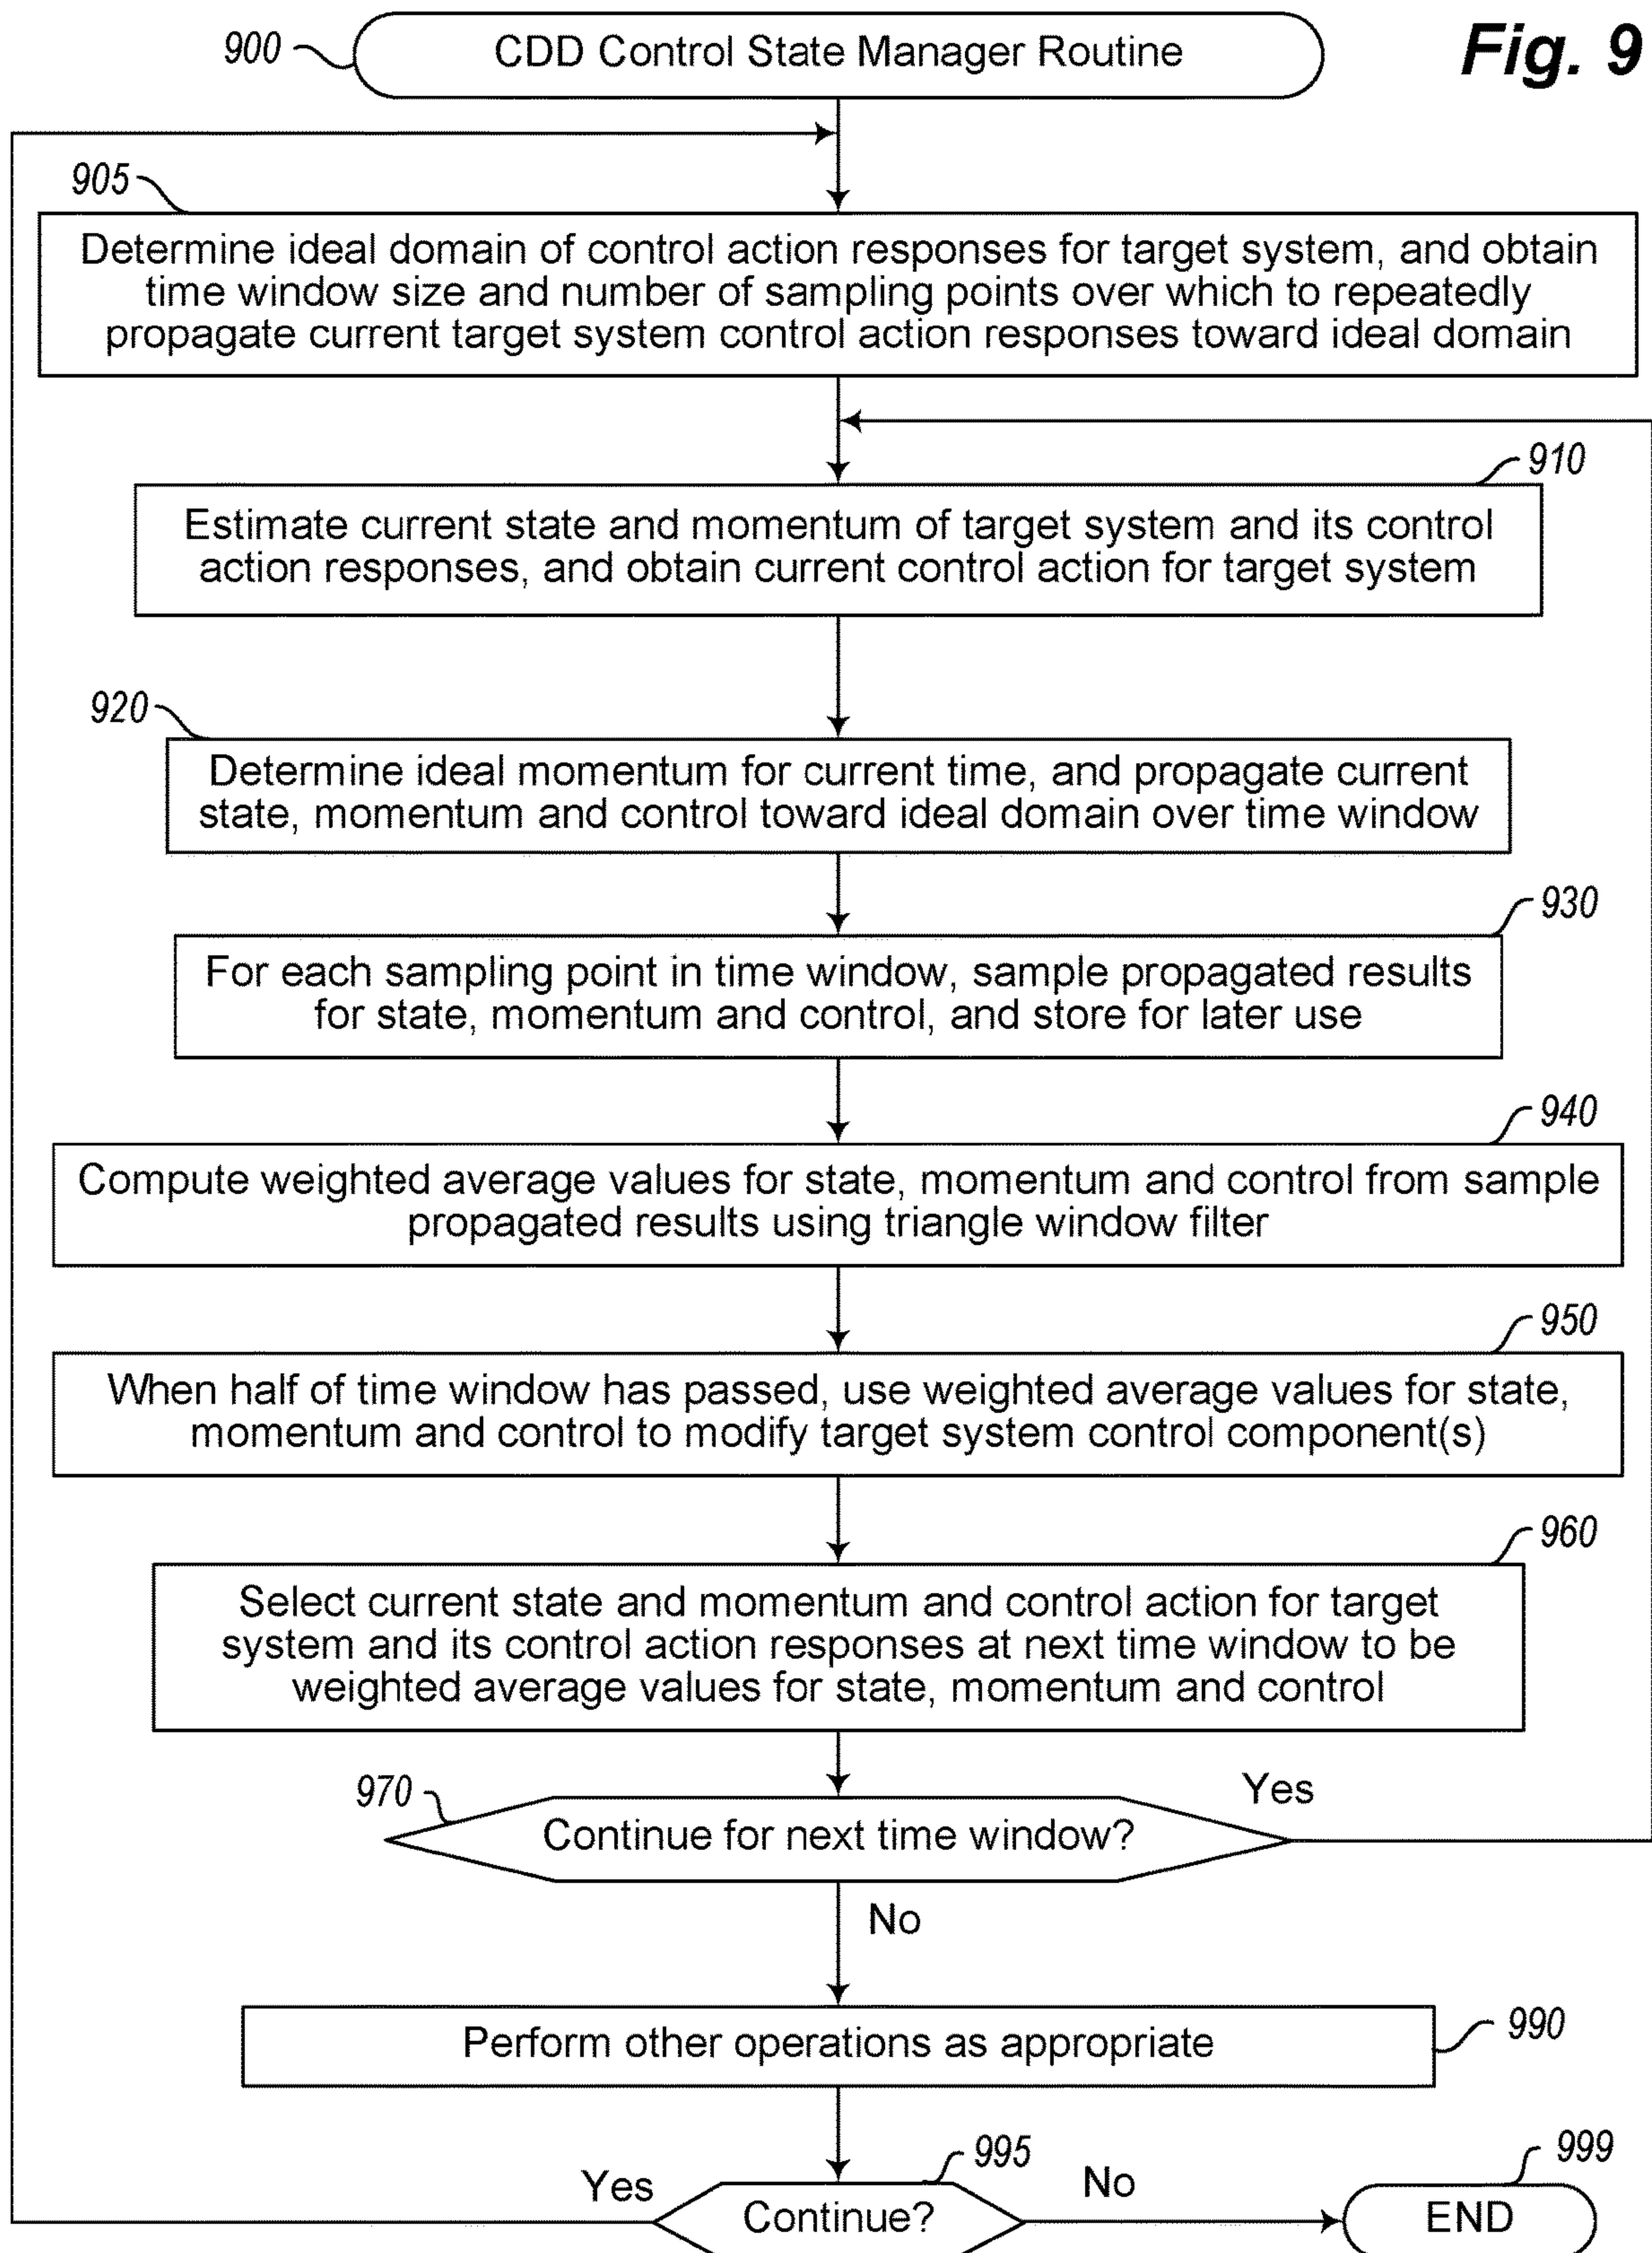 900
CDD Control State Manager Routine
Fig. 9
905
Determine ideal domain of control action responses for target system, and obtain
time window size and number of sampling points over which to repeatedly
propagate current target system control action responses toward ideal domain
910
Estimate current state and momentum of target system and its control
action responses, and obtain current control action for target system
920
Determine ideal momentum for current time, and propagate current
state, momentum and control toward ideal domain over time window
930
For each sampling point in time window, sample propagated results
for state, momentum and control, and store for later use
940
Compute weighted average values for state, momentum and control from sample
propagated results using triangle window filter
950
When half of time window has passed, use weighted average values for state,
momentum and control to modify target system control component(s)
960
Select current state and momentum and control action for target
system and its control action responses at next time window to be
weighted average values for state, momentum and control
970
Yes
Continue for next time window?
No
990
Perform other operations as appropriate
995
999
Yes
No
Continue?
END